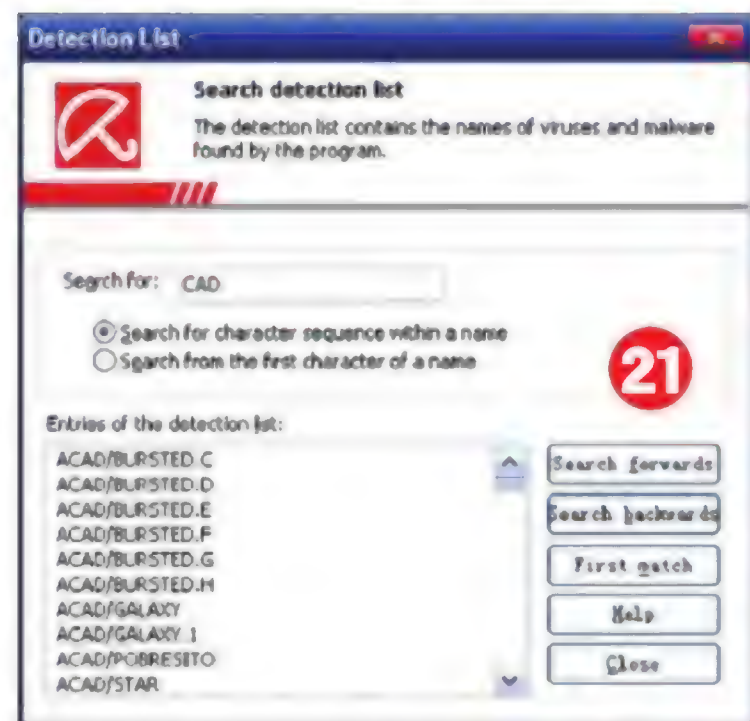 Detection List
Search detection list
The detection list contains the names of viruses and malware
found by the program.
Search for: CAD
Search for character sequence within a name
Search from the first character of a name
21
Entries of the detection list:
ACAD/BURSTED.C
ACAD/BURSTED.D
ACAD/BURSTED.E
ACAD/BURSTED.F
ACAD/BURSTED.G
ACAD/BURSTED.H
ACAD/GALAXY
ACAD/GALAXY 1
ACAD/POBRESITO
ACAD/STAR
Search forwards
Search backwards
First match
Help
Close